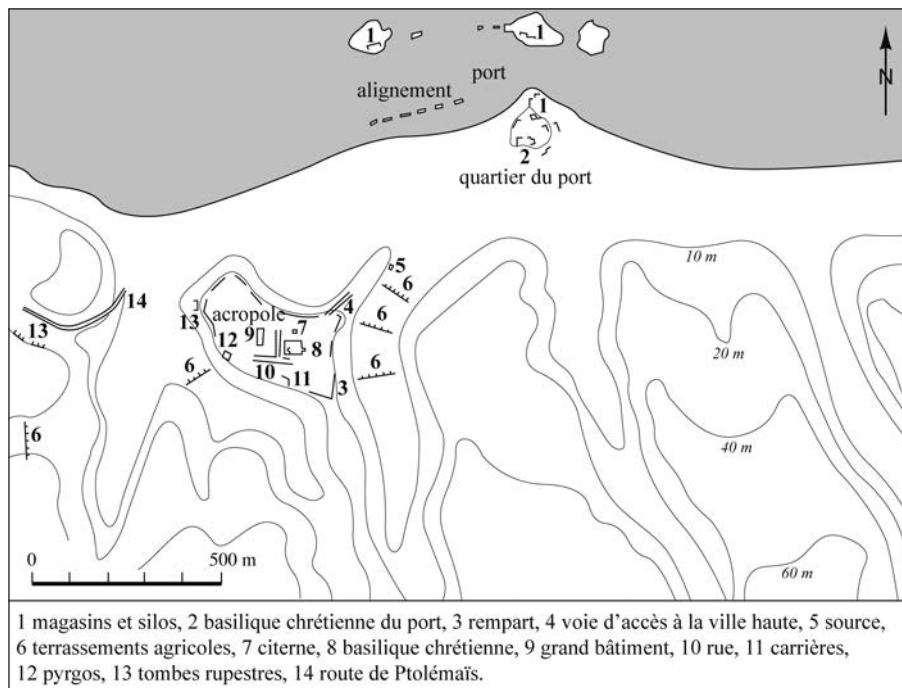 1
1
N
port
alignement
1
2
quartier du port
10 m
5
6
14
4
acropole
13
13
7
6
9
12
8
20 m
6
10
11
6
3
6
40 m
0
500 m
60 m
1 magasins et silos, 2 basilique chrétienne du port, 3 rempart, 4 voie d’accès à la ville haute, 5 source,
6 terrassements agricoles, 7 citerne, 8 basilique chrétienne, 9 grand bâtiment, 10 rue, 11 carrières,
12 pyrgos, 13 tombes rupestres, 14 route de Ptolémaïs.